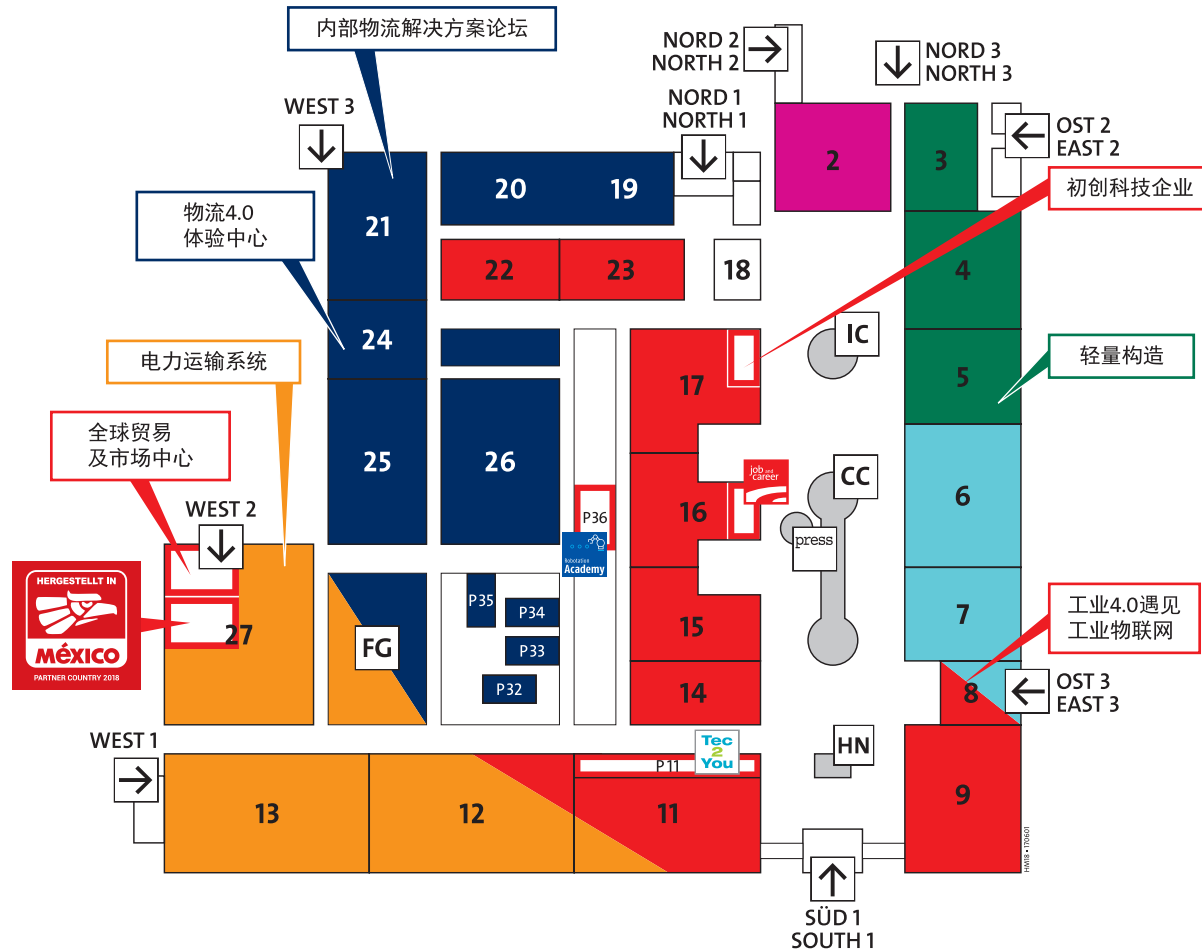 内部物流解决方案论坛
NORD 2
NORTH 2
NORD 3
NORTH 3
WEST 3
NORD 1
NORTH 1
OST 2
EAST 2
2
3
初创科技企业
20
19
物流4.0
体验中心
21
4
22
23
18
IC
24
电力运输系统
17
5
轻量构造
全球贸易
及市场中心
25
26
job and
career
CC
6
WEST 2
P36
16
press
Robotation
Academy
HERGESTELLT IN
MéXICO
PARTNER COUNTRY 2018
P35
P34
7
工业4.0遇见
工业物联网
27
FG
P33
15
P32
14
8
OST 3
EAST 3
WEST 1
Tec
2
You
P11
HN
13
12
11
9
HM18 • 170601
SÜD 1
SOUTH 1